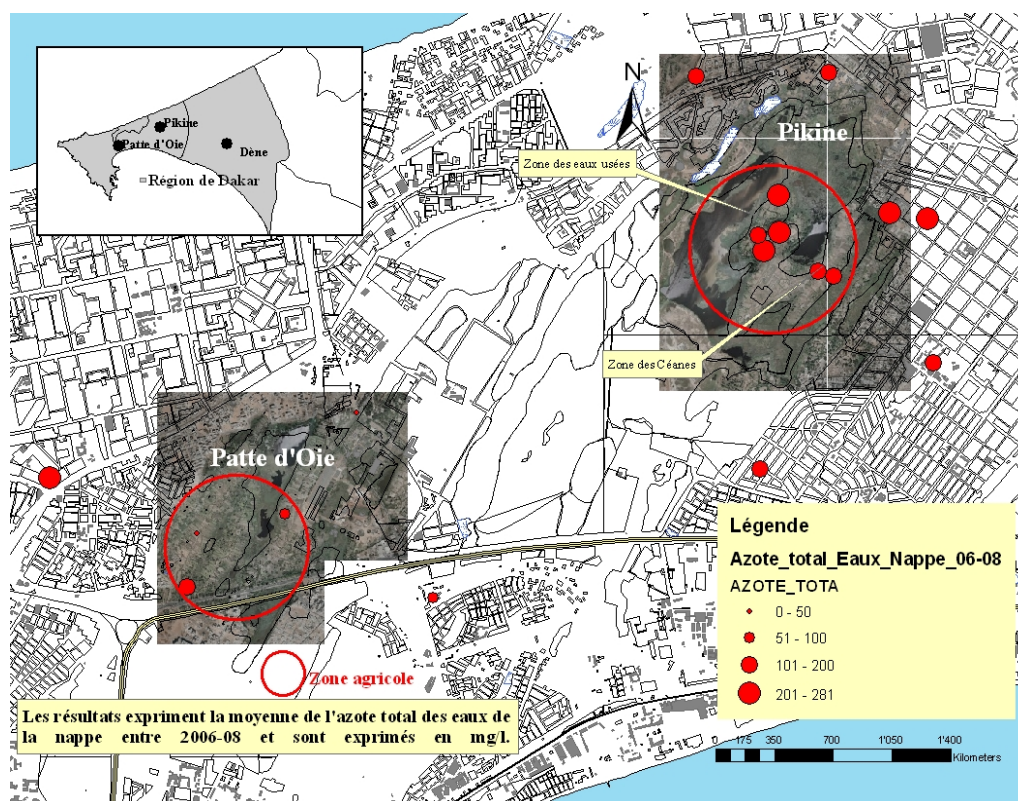 Pikine
Patte d'Oie
Dène
Région de Dakar
N
Pikine
Zone des eaux usées
Zone des Céanes
Patte d'Oie
Légende
Azote_total_Eaux_Nappe_06-08
AZOTE_TOTA
0 - 50
51 - 100
101 - 200
201 - 281
Zone agricole
Les résultats expriment la moyenne de l'azote total des eaux de
la nappe entre 2006-08 et sont exprimés en mg/l.
0 175 350 700 1'050 1'400
Kilometers